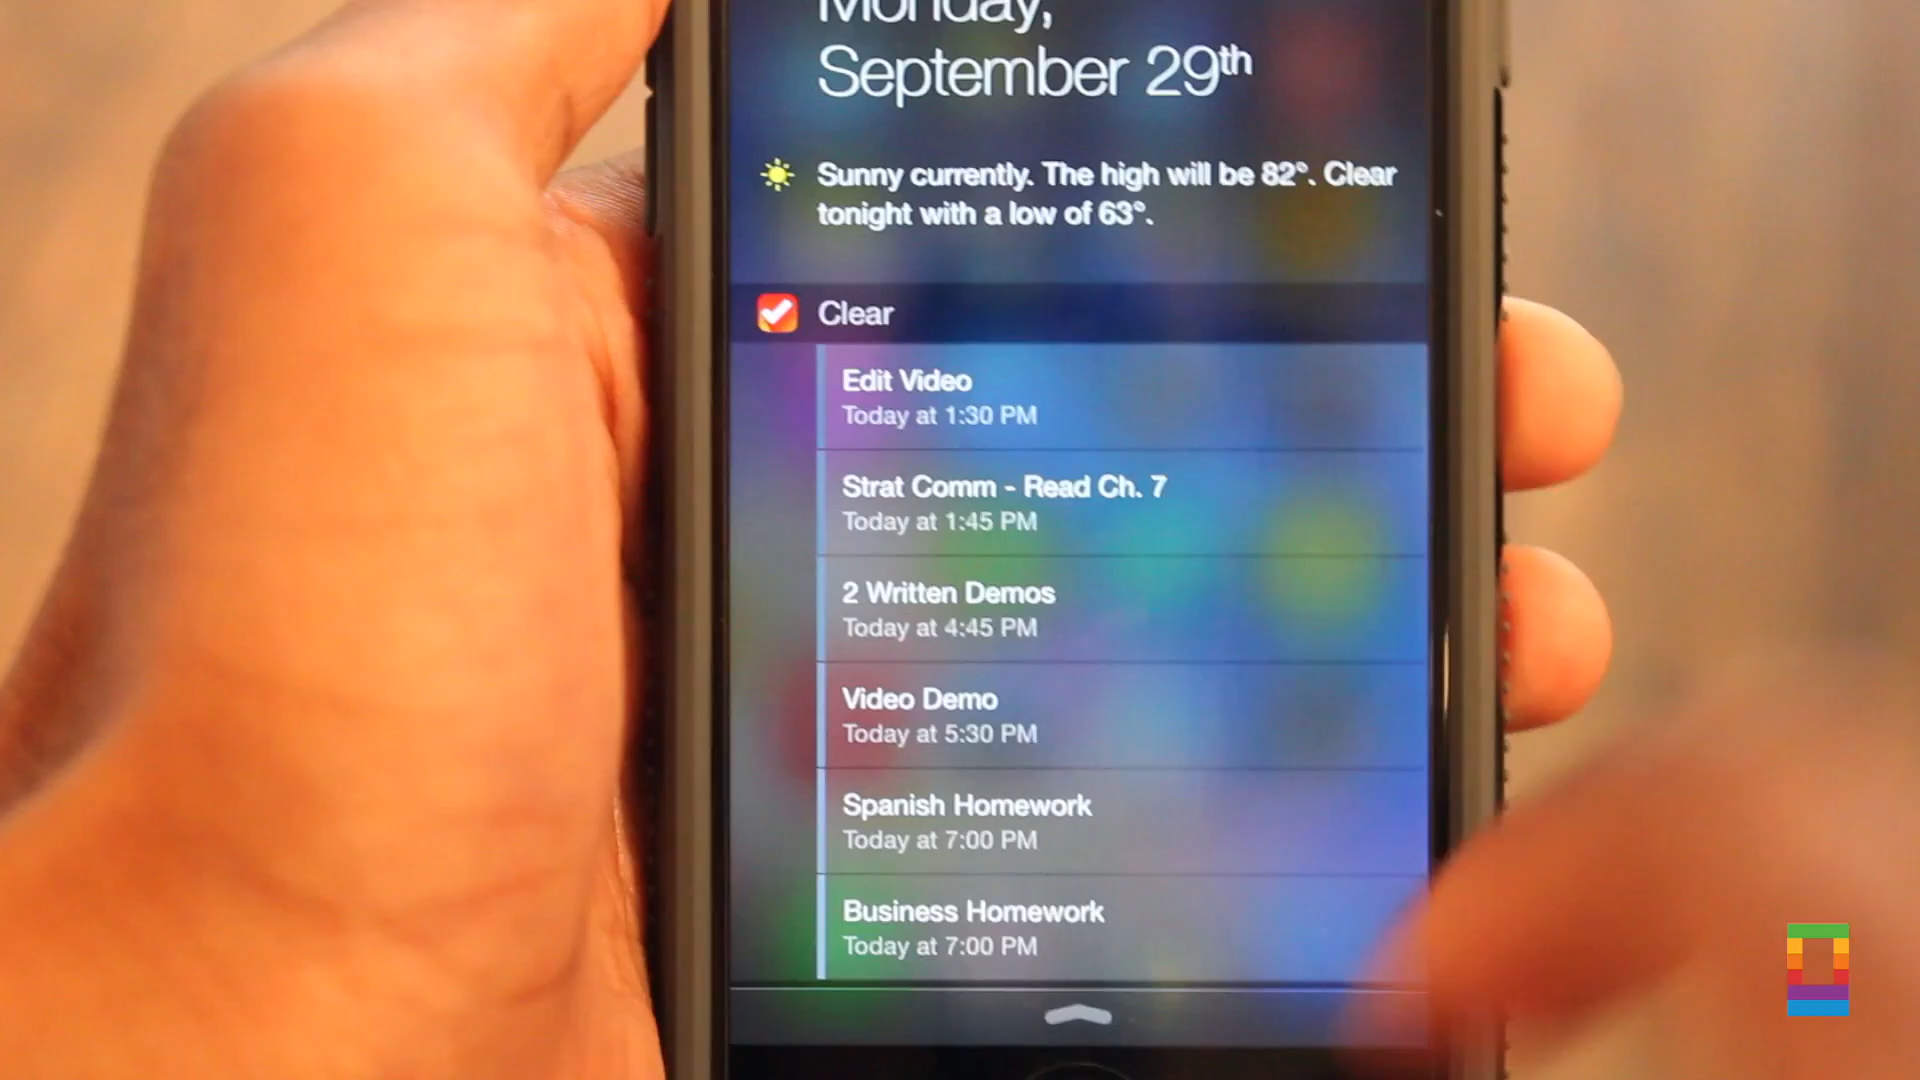 Monday,
September 29th
Sunny currently. The high will be 82°. Clear
tonight with a low of 63°.
Clear
Edit Video
Today at 1:30 PM
Strat Comm - Read Ch. 7
Today at 1:45 PM
2 Written Demos
Today at 4:45 PM
Video Demo
Today at 5:30 PM
Spanish Homework
Today at 7:00 PM
Business Homework
Today at 7:00 PM